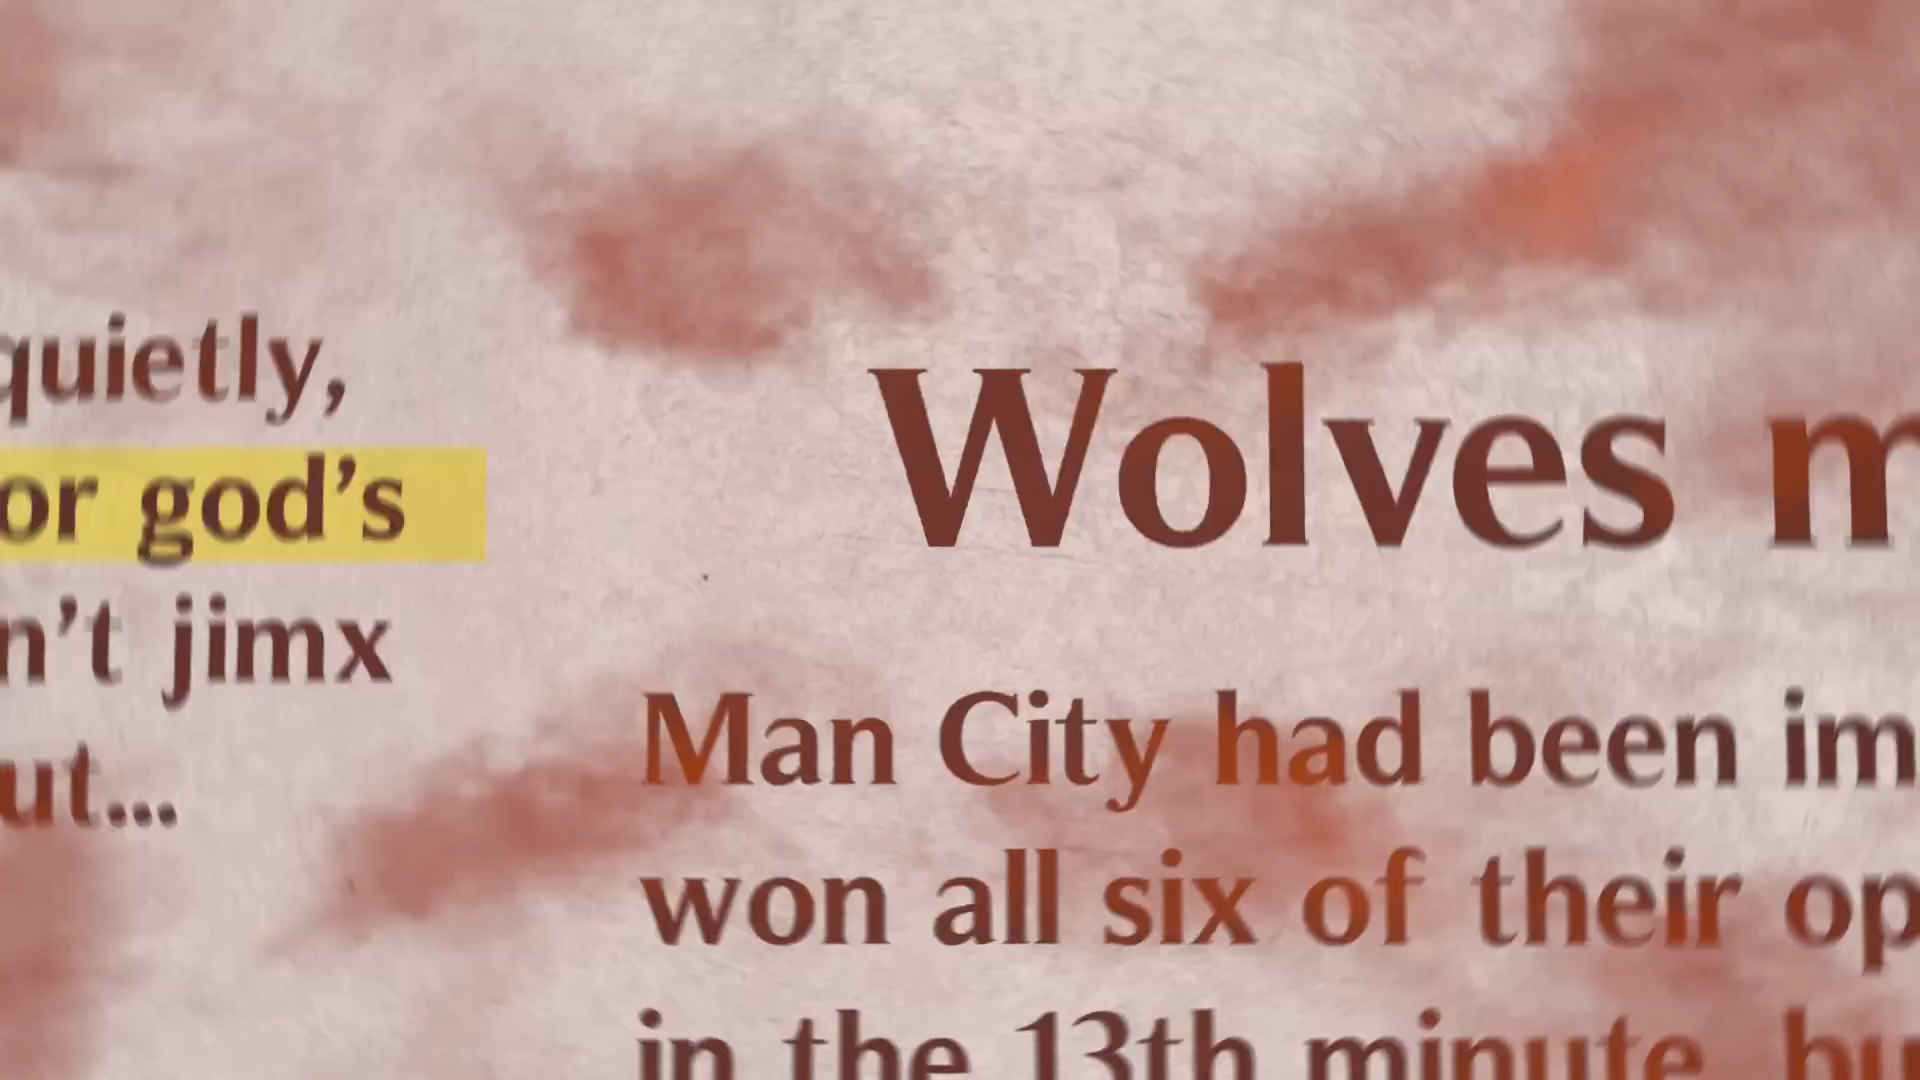 quietly,
or god's
n't jimx
ut...
Wolves m
Man City had been im
won all six of their op
in the 13th minute, bu